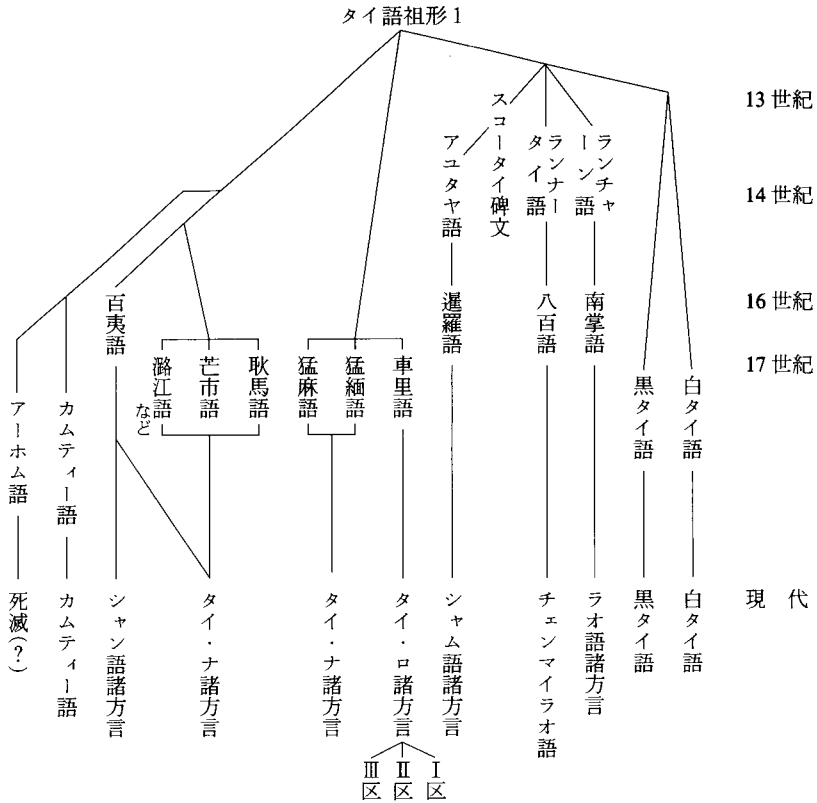 タイ語祖形1
13世紀
14世紀
16世紀
17世紀
現代
スコータイ碑文
アユタヤ語
ランナー
タイ語
ランチャ
ーン語
百夷語
暹羅語
八百語
南掌語
潞江語
など
芒市語
耿馬語
猛麻語
猛緬語
車里語
黒タイ語
白タイ語
アーホム語
カムティー語
死滅(?)
カムティー語
シャン語諸方言
タイ・ナ諸方言
タイ・ナ諸方言
タイ・ロ諸方言
シャム語諸方言
チェンマイラオ語
ラオ語諸方言
黒タイ語
白タイ語
Ⅲ区
Ⅱ区
Ⅰ区